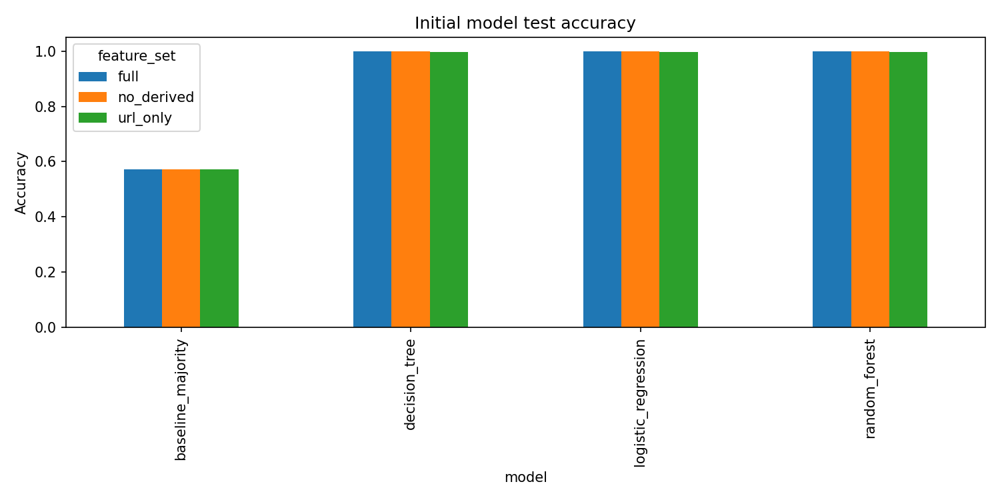 Initial model test accuracy
feature_set
full
no_derived
url_only
Accuracy
1.0
0.8
0.6
0.4
0.2
0.0
baseline_majority
decision_tree
logistic_regression
random_forest
model